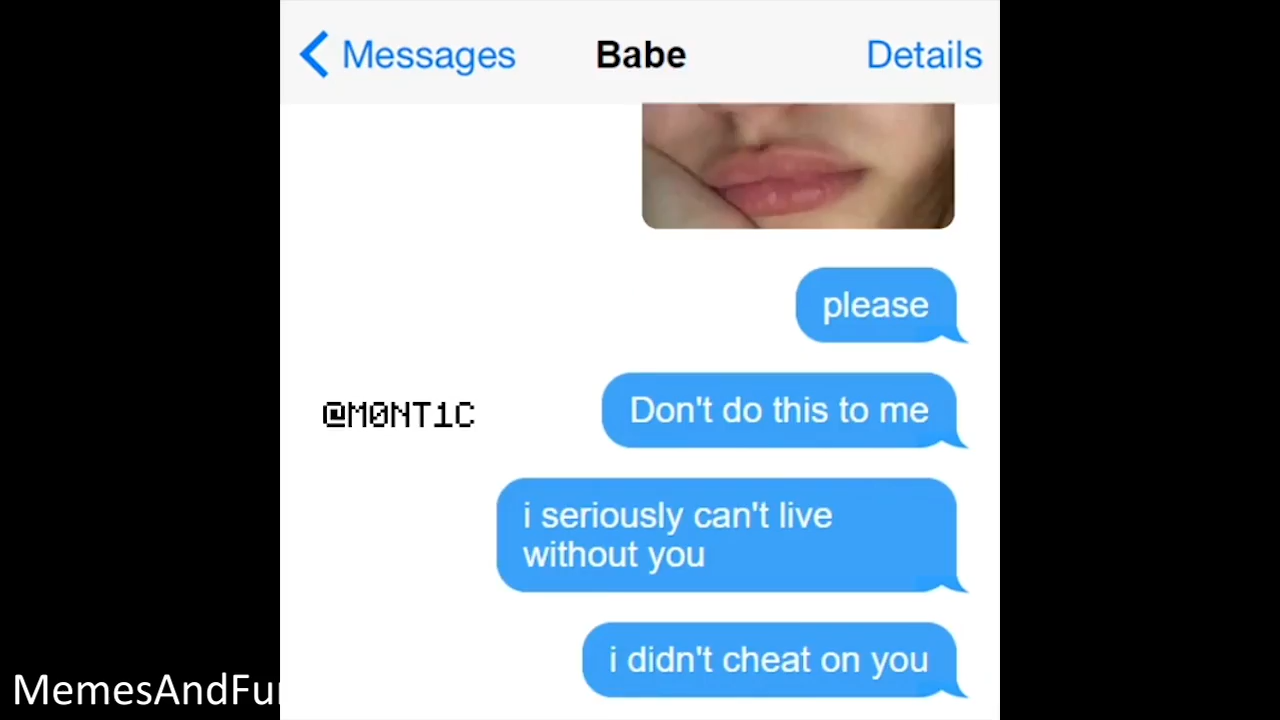 Messages
Babe
Details
please
Don't do this to me
@M0NT1C
i seriously can't live
without you
i didn't cheat on you